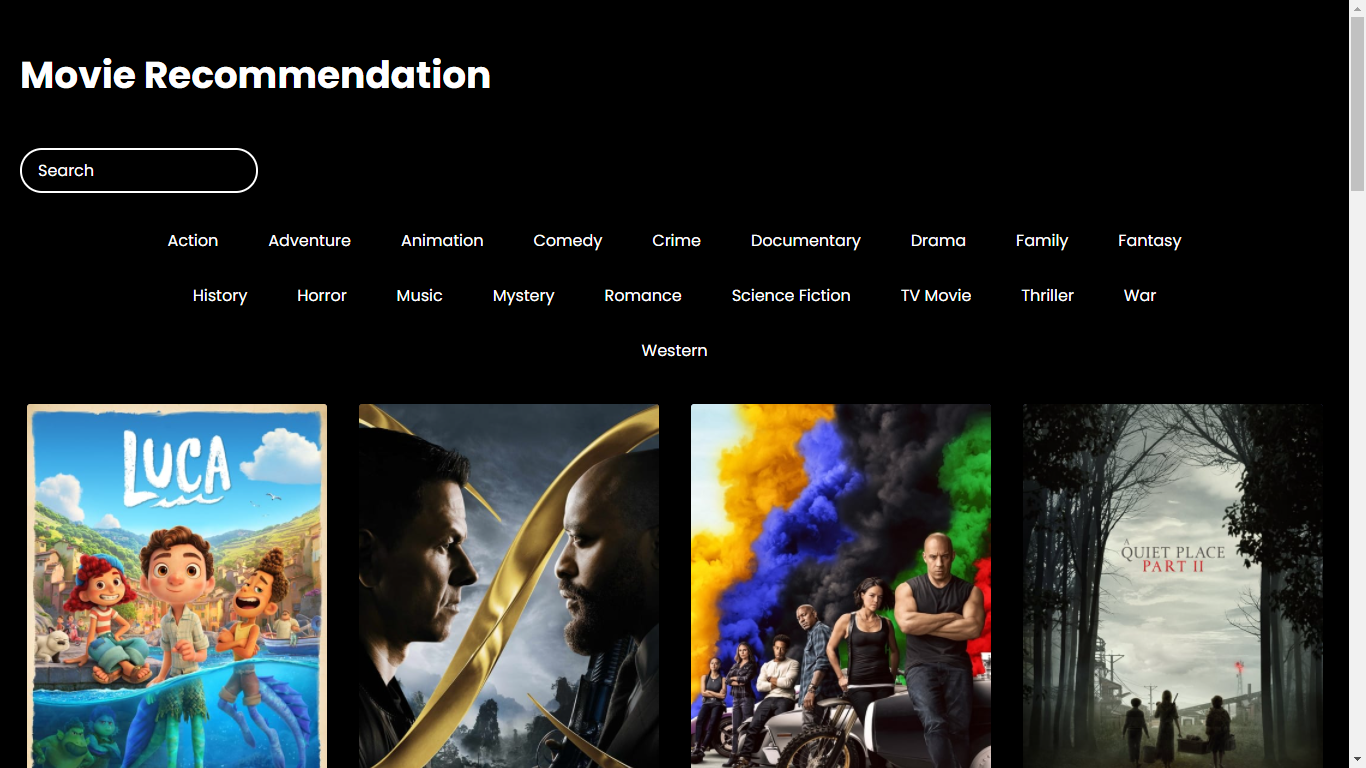 Movie Recommendation
Search
Action Adventure Animation Comedy Crime Documentary Drama Family Fantasy
History Horror Music Mystery Romance Science Fiction TV Movie Thriller War
Western
LUCA
A
QUIET PLACE
PART II